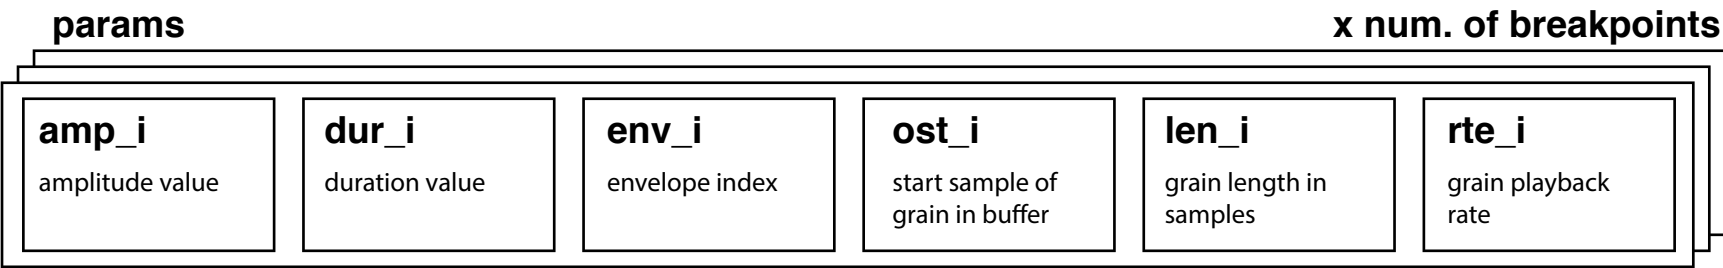 params
x num. of breakpoints
amp_i
amplitude value
dur_i
duration value
env_i
envelope index
ost_i
start sample of
grain in buffer
len_i
grain length in
samples
rte_i
grain playback
rate